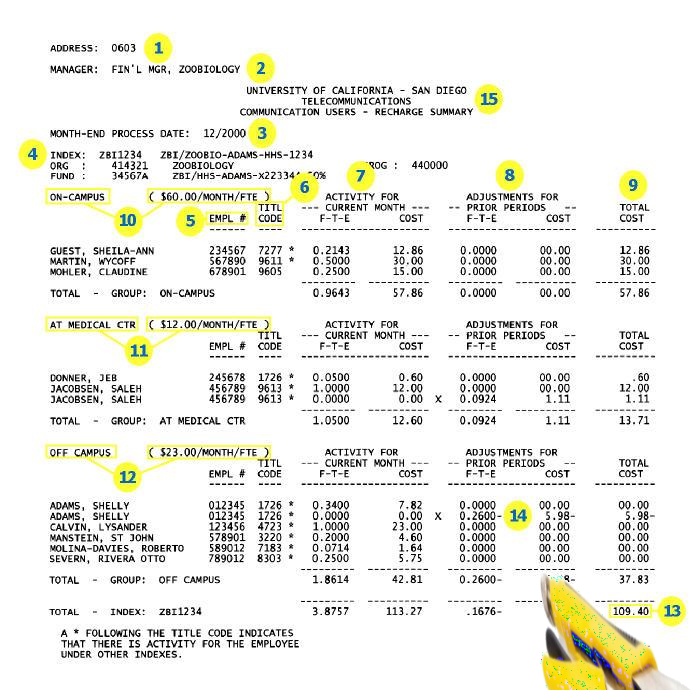 ADDRESS: 0603 1
MANAGER: FIN'L MGR, ZOOBIOLOGY 2
UNIVERSITY OF CALIFORNIA - SAN DIEGO
TELECOMMUNICATIONS 15
COMMUNICATION USERS - RECHARGE SUMMARY
MONTH-END PROCESS DATE: 12/2000 3
4 INDEX: ZBI1234 ZBI/ZOOBIO-ADAMS-HHS-1234
ORG : 414321 ZOOBIOLOGY : 440000
FUND : 34567A
6 7 8 9
ON-CAMPUS ( $60.00/MONTH/FTE ) ACTIVITY FOR ADJUSTMENTS FOR
TITL --- CURRENT MONTH --- -- PRIOR PERIODS -- TOTAL
10 5 EMPL # CODE F-T-E COST F-T-E COST COST
GUEST, SHEILA-ANN 234567 7277 * 0.2143 12.86 0.0000 00.00 12.86
MARTIN, WYCOFF 567890 9611 * 0.5000 30.00 0.0000 00.00 30.00
MOHLER, CLAUDINE 678901 9605 0.2500 15.00 0.0000 00.00 15.00
TOTAL - GROUP: ON-CAMPUS 0.9643 57.86 0.0000 00.00 57.86
AT MEDICAL CTR ( $12.00/MONTH/FTE ) ACTIVITY FOR ADJUSTMENTS FOR
TITL --- CURRENT MONTH --- -- PRIOR PERIODS -- TOTAL
11 EMPL # CODE F-T-E COST F-T-E COST COST
DONNER, JEB 245678 1726 * 0.0500 0.60 0.0000 00.00 .60
JACOBSEN, SALEH 456789 9613 * 1.0000 12.00 0.0000 00.00 12.00
JACOBSEN, SALEH 456789 9613 * 0.0000 0.00 X 0.0924 1.11 1.11
TOTAL - GROUP: AT MEDICAL CTR 1.0500 12.60 0.0924 1.11 13.71
OFF CAMPUS ( $23.00/MONTH/FTE ) ACTIVITY FOR ADJUSTMENTS FOR
TITL --- CURRENT MONTH --- -- PRIOR PERIODS -- TOTAL
12 EMPL # CODE F-T-E COST F-T-E COST COST
ADAMS, SHELLY 012345 1726 * 0.3400 7.82 0.0000 00.00 00.00
ADAMS, SHELLY 012345 1726 * 0.0000 0.00 X 0.2600- 14 5.98- 5.98-
CALVIN, LYSANDER 123456 4723 * 1.0000 23.00 0.0000 00.00 00.00
MANSTEIN, ST JOHN 578901 3220 * 0.2000 4.60 0.0000 00.00 00.00
MOLINA-DAVIES, ROBERTO 589012 7183 * 0.0714 1.64 0.0000 00.00 00.00
SEVERN, RIVERA OTTO 789012 8303 * 0.2500 5.75 0.0000 00.00 00.00
TOTAL - GROUP: OFF CAMPUS 1.8614 42.81 0.2600- 37.83
TOTAL - INDEX: ZBI1234 3.8757 113.27 .1676- 109.40 13
A * FOLLOWING THE TITLE CODE INDICATES
THAT THERE IS ACTIVITY FOR THE EMPLOYEE
UNDER OTHER INDEXES.